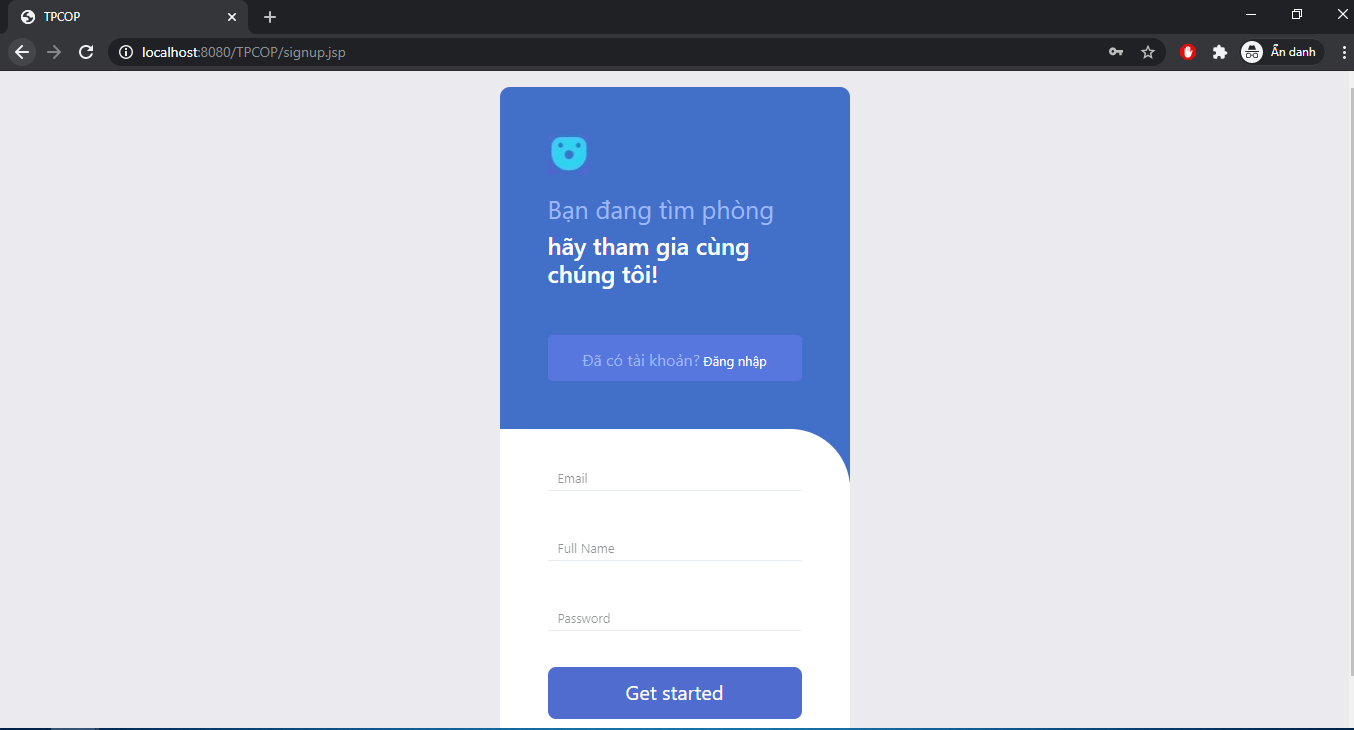 TPCOP
localhost:8080/TPCOP/signup.jsp
Ẩn danh
Bạn đang tìm phòng
hãy tham gia cùng
chúng tôi!
Đã có tài khoản? Đăng nhập
Email
Full Name
Password
Get started